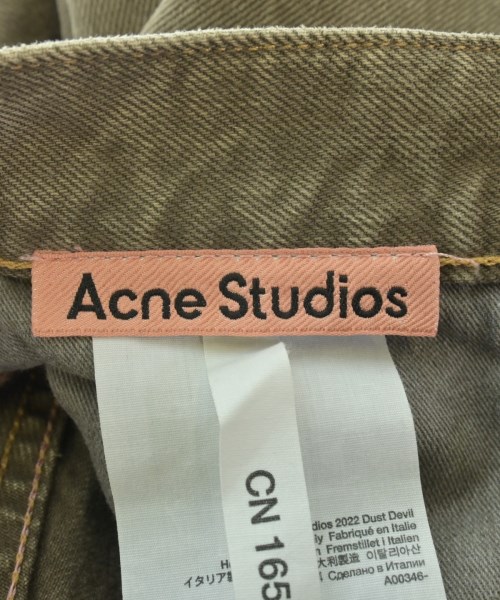 Acne Studios
CN 165
dios 2022 Dust Devil
ly Fabriqué en Italie
n Fremstillet i Italien
大利製造 이탈리아산
イタリア製 Сделано в Италии
A00346-